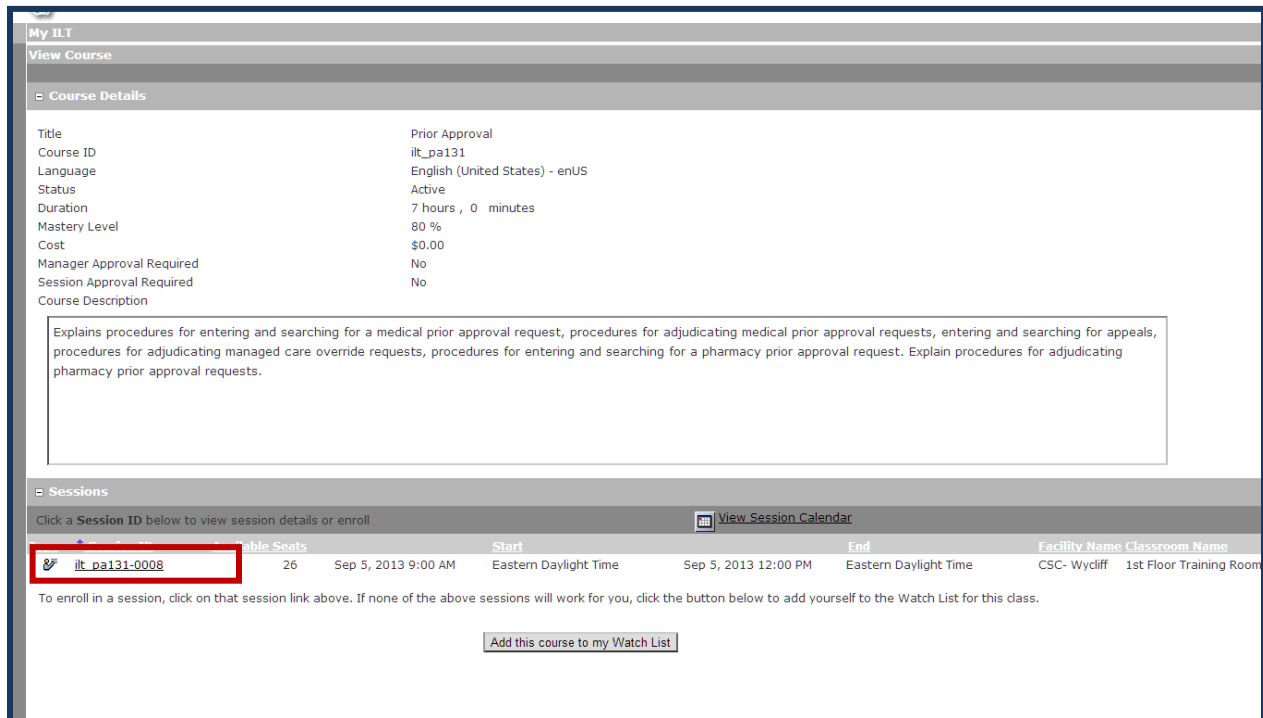 My ILT
View Course
Course Details
Title Prior Approval
Course ID ilt_pa131
Language English (United States) - enUS
Status Active
Duration 7 hours , 0 minutes
Mastery Level 80 %
Cost $0.00
Manager Approval Required No
Session Approval Required No
Course Description
Explains procedures for entering and searching for a medical prior approval request, procedures for adjudicating medical prior approval requests, entering and searching for appeals,
procedures for adjudicating managed care override requests, procedures for entering and searching for a pharmacy prior approval request. Explain procedures for adjudicating
pharmacy prior approval requests.
Sessions
Click a Session ID below to view session details or enroll View Session Calendar
Seats Start End Facility Name Classroom Name
ilt_pa131-0008 26 Sep 5, 2013 9:00 AM Eastern Daylight Time Sep 5, 2013 12:00 PM Eastern Daylight Time CSC- Wycliff 1st Floor Training Room
To enroll in a session, click on that session link above. If none of the above sessions will work for you, click the button below to add yourself to the Watch List for this class.
Add this course to my Watch List